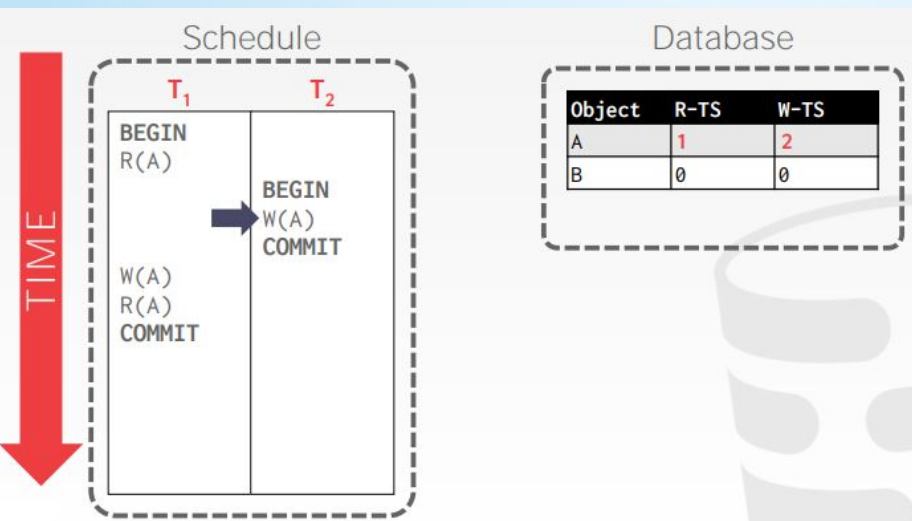 Schedule
Database
TIME
T1 T2
BEGIN
R(A)
BEGIN
W(A)
COMMIT
W(A)
R(A)
COMMIT
Object R-TS W-TS
A 1 2
B 0 0